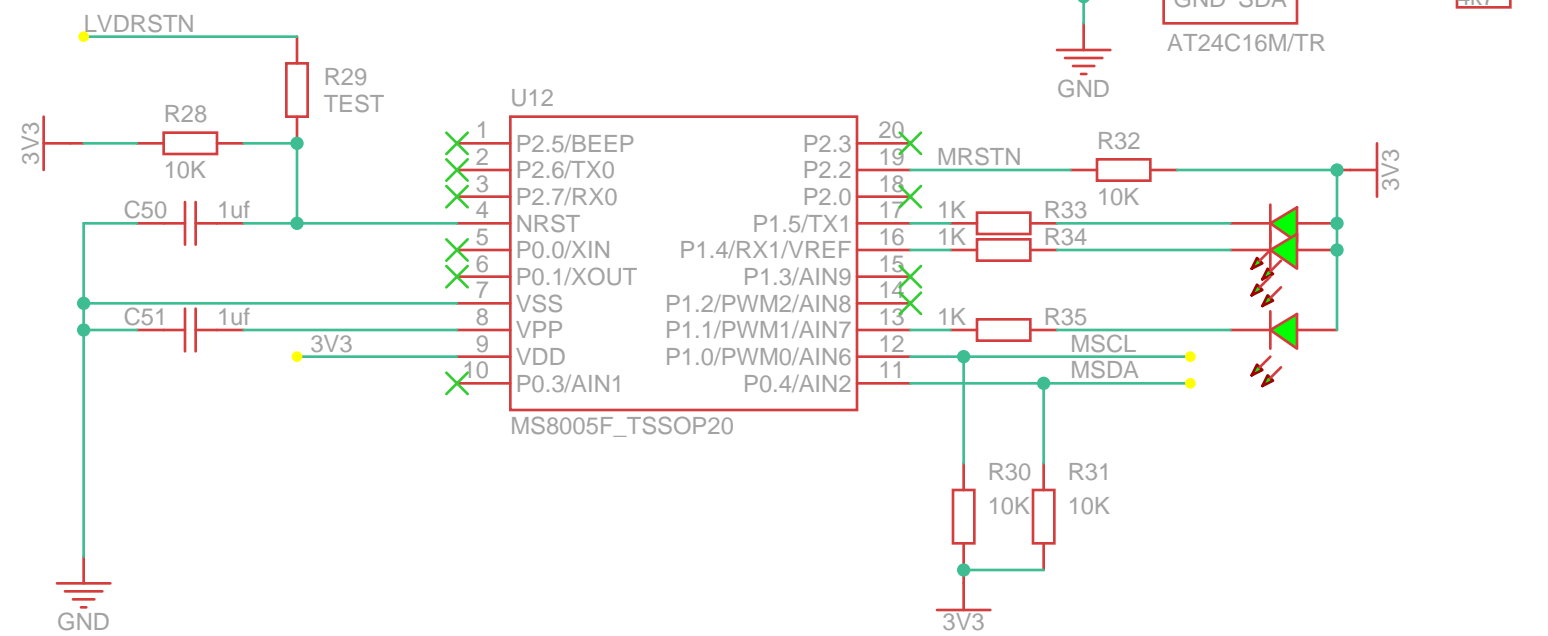 LVDRSTN
GND SDA
4k7
AT24C16M/TR
GND
R29
TEST
R28
3V3
10K
U12
1
P2.5/BEEP
2
P2.6/TX0
3
P2.7/RX0
4
NRST
5
P0.0/XIN
6
P0.1/XOUT
7
VSS
8
VPP
9
VDD
10
P0.3/AIN1
20
P2.3
19
P2.2
18
P2.0
17
P1.5/TX1
16
P1.4/RX1/VREF
15
P1.3/AIN9
14
P1.2/PWM2/AIN8
13
P1.1/PWM1/AIN7
12
P1.0/PWM0/AIN6
11
P0.4/AIN2
MS8005F_TSSOP20
C50 1uf
C51 1uf
3V3
GND
MRSTN
R32
10K
3V3
1K R33
1K R34
1K R35
MSCL
MSDA
R30 R31
10K 10K
3V3